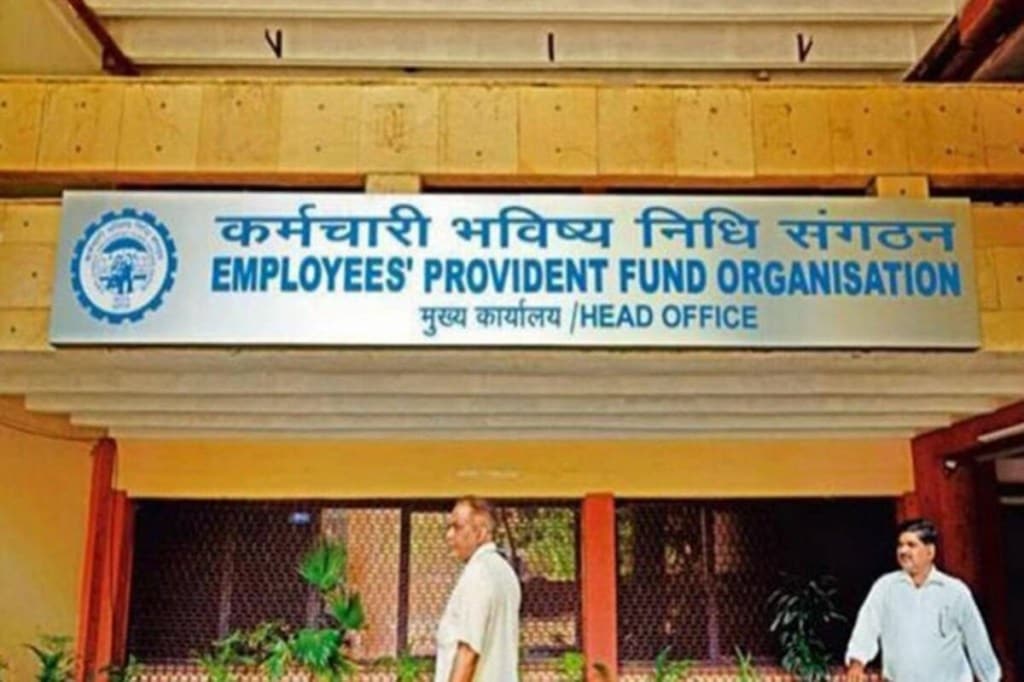 कर्मचारी भविष्य निधि संगठन
EMPLOYEES' PROVIDENT FUND ORGANISATION
मुख्य कार्यालय /HEAD OFFICE